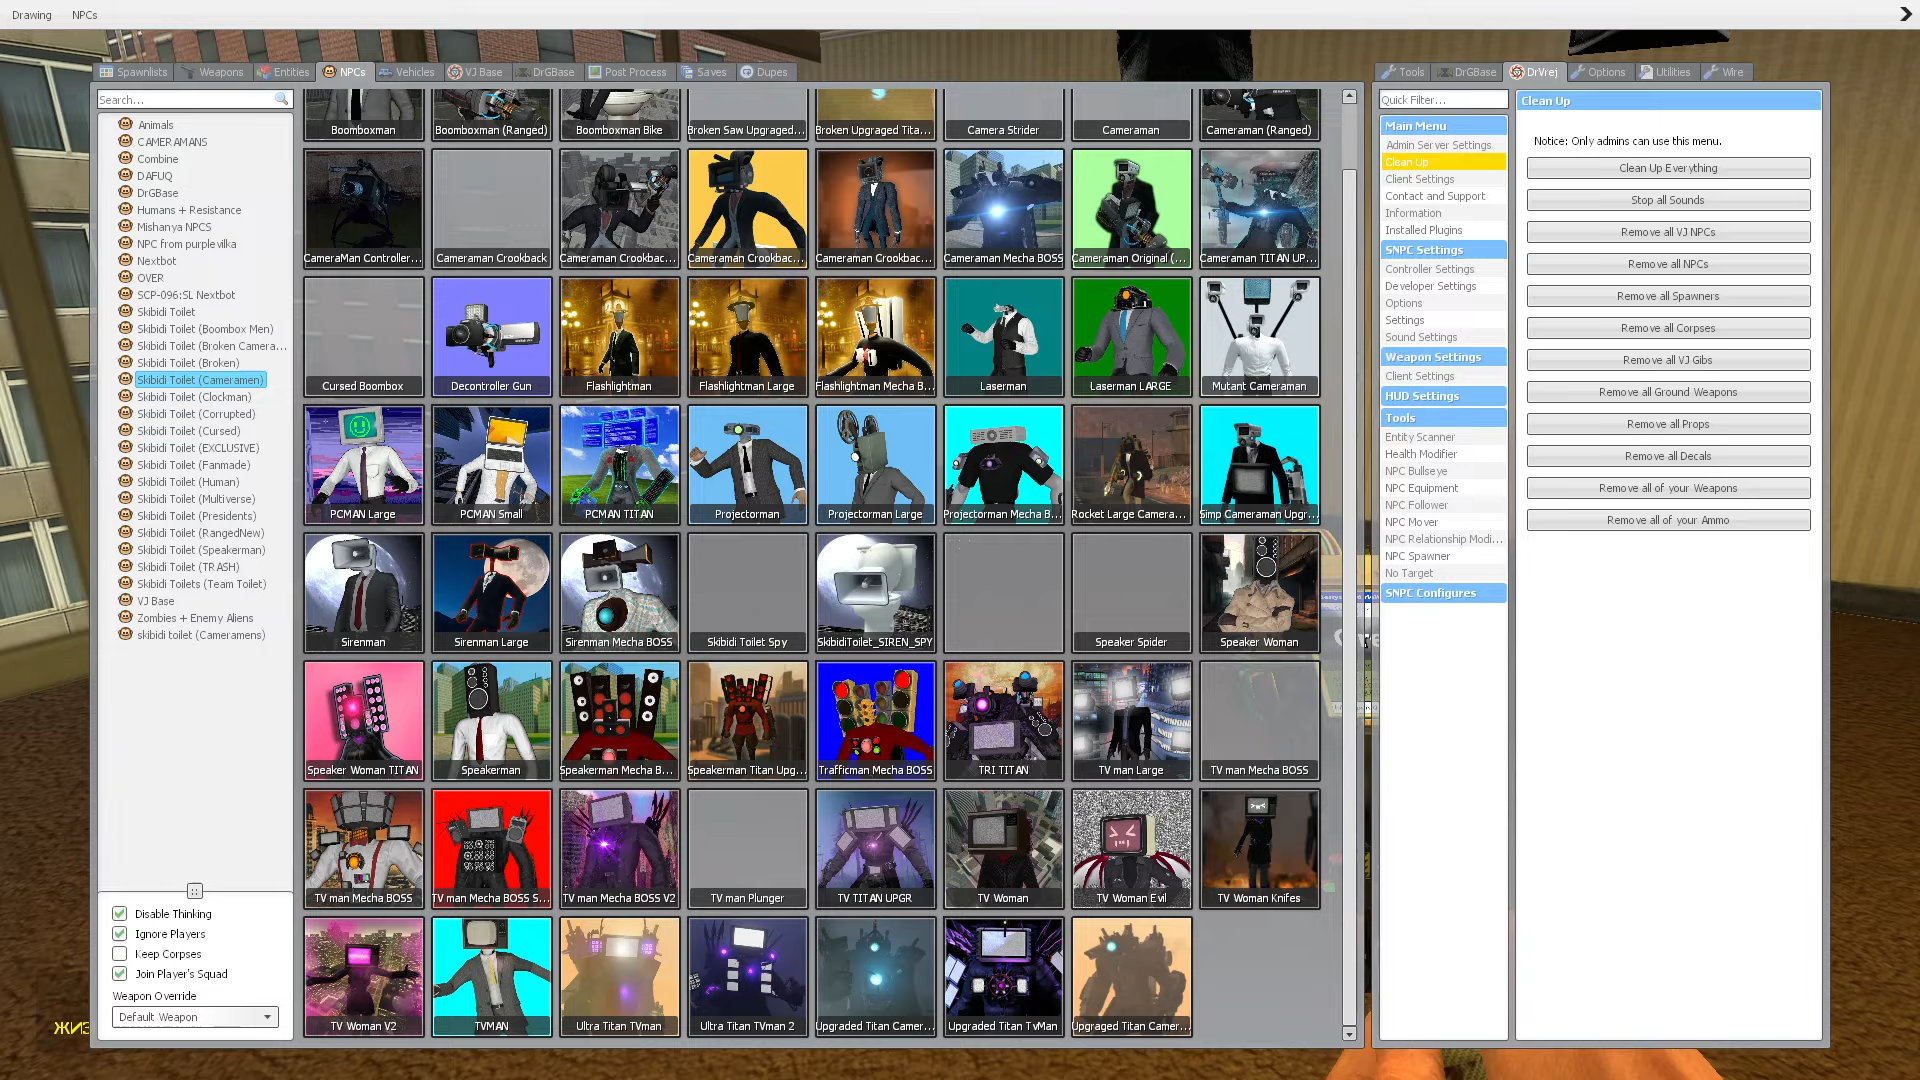 Drawing NPCs
Spawnlists Weapons Entities NPCs Vehicles VJ Base DrGBase Post Process Saves Dupes
Tools DrGBase DrVrej Options Utilities Wire
Search...
Animals
CAMERAMANS
Combine
DAFUQ
DrGBase
Humans + Resistance
Mishanya NPCS
NPC from purplevilka
Nextbot
OVER
SCP-096:SL Nextbot
Skibidi Toilet
Skibidi Toilet (Boombox Men)
Skibidi Toilet (Broken Camera...
Skibidi Toilet (Broken)
Skibidi Toilet (Cameramen)
Skibidi Toilet (Clockman)
Skibidi Toilet (Corrupted)
Skibidi Toilet (Cursed)
Skibidi Toilet (EXCLUSIVE)
Skibidi Toilet (Fanmade)
Skibidi Toilet (Human)
Skibidi Toilet (Multiverse)
Skibidi Toilet (Presidents)
Skibidi Toilet (RangedNew)
Skibidi Toilet (Speakerman)
Skibidi Toilet (TRASH)
Skibidi Toilets (Team Toilet)
VJ Base
Zombies + Enemy Aliens
skibidi toilet (Cameramens)
Disable Thinking
Ignore Players
Keep Corpses
Join Player's Squad
Weapon Override
Default Weapon
ЖИЗ
Boomboxman Boomboxman (Ranged) Boomboxman Bike Broken Saw Upgraded... Broken Upgraded Tita... Camera Strider Cameraman Cameraman (Ranged)
CameraMan Controller... Cameraman Crookback Cameraman Crookbac... Cameraman Crookbac... Cameraman Crookbac... Cameraman Mecha BOSS Cameraman Original (... Cameraman TITAN UP...
Cursed Boombox Decontroller Gun Flashlightman Flashlightman Large Flashlightman Mecha B... Laserman Laserman LARGE Mutant Cameraman
PCMAN Large PCMAN Small PCMAN TITAN Projectorman Projectorman Large Projectorman Mecha B... Rocket Large Camera... Simp Cameraman Upgr...
Sirenman Sirenman Large Sirenman Mecha BOSS Skibidi Toilet Spy SkibidiToilet_SIREN_SPY Speaker Spider Speaker Woman
Speaker Woman TITAN Speakerman Speakerman Mecha B... Speakerman Titan Upg... Trafficman Mecha BOSS TRI TITAN TV man Large TV man Mecha BOSS
TV man Mecha BOSS TV man Mecha BOSS S... TV man Mecha BOSS V2 TV man Plunger TV TITAN UPGR TV Woman TV Woman Evil TV Woman Knifes
TV Woman V2 TVMAN Ultra Titan TVman Ultra Titan TVman 2 Upgraded Titan Camer... Upgraded Titan TvMan Upgraged Titan Camer...
Quick Filter...
Main Menu
Admin Server Settings
Clean Up
Client Settings
Contact and Support
Information
Installed Plugins
SNPC Settings
Controller Settings
Developer Settings
Options
Settings
Sound Settings
Weapon Settings
Client Settings
HUD Settings
Tools
Entity Scanner
Health Modifier
NPC Bullseye
NPC Equipment
NPC Follower
NPC Mover
NPC Relationship Modi...
NPC Spawner
No Target
SNPC Configures
Clean Up
Notice: Only admins can use this menu.
Clean Up Everything
Stop all Sounds
Remove all VJ NPCs
Remove all NPCs
Remove all Spawners
Remove all Corpses
Remove all VJ Gibs
Remove all Ground Weapons
Remove all Props
Remove all Decals
Remove all of your Weapons
Remove all of your Ammo